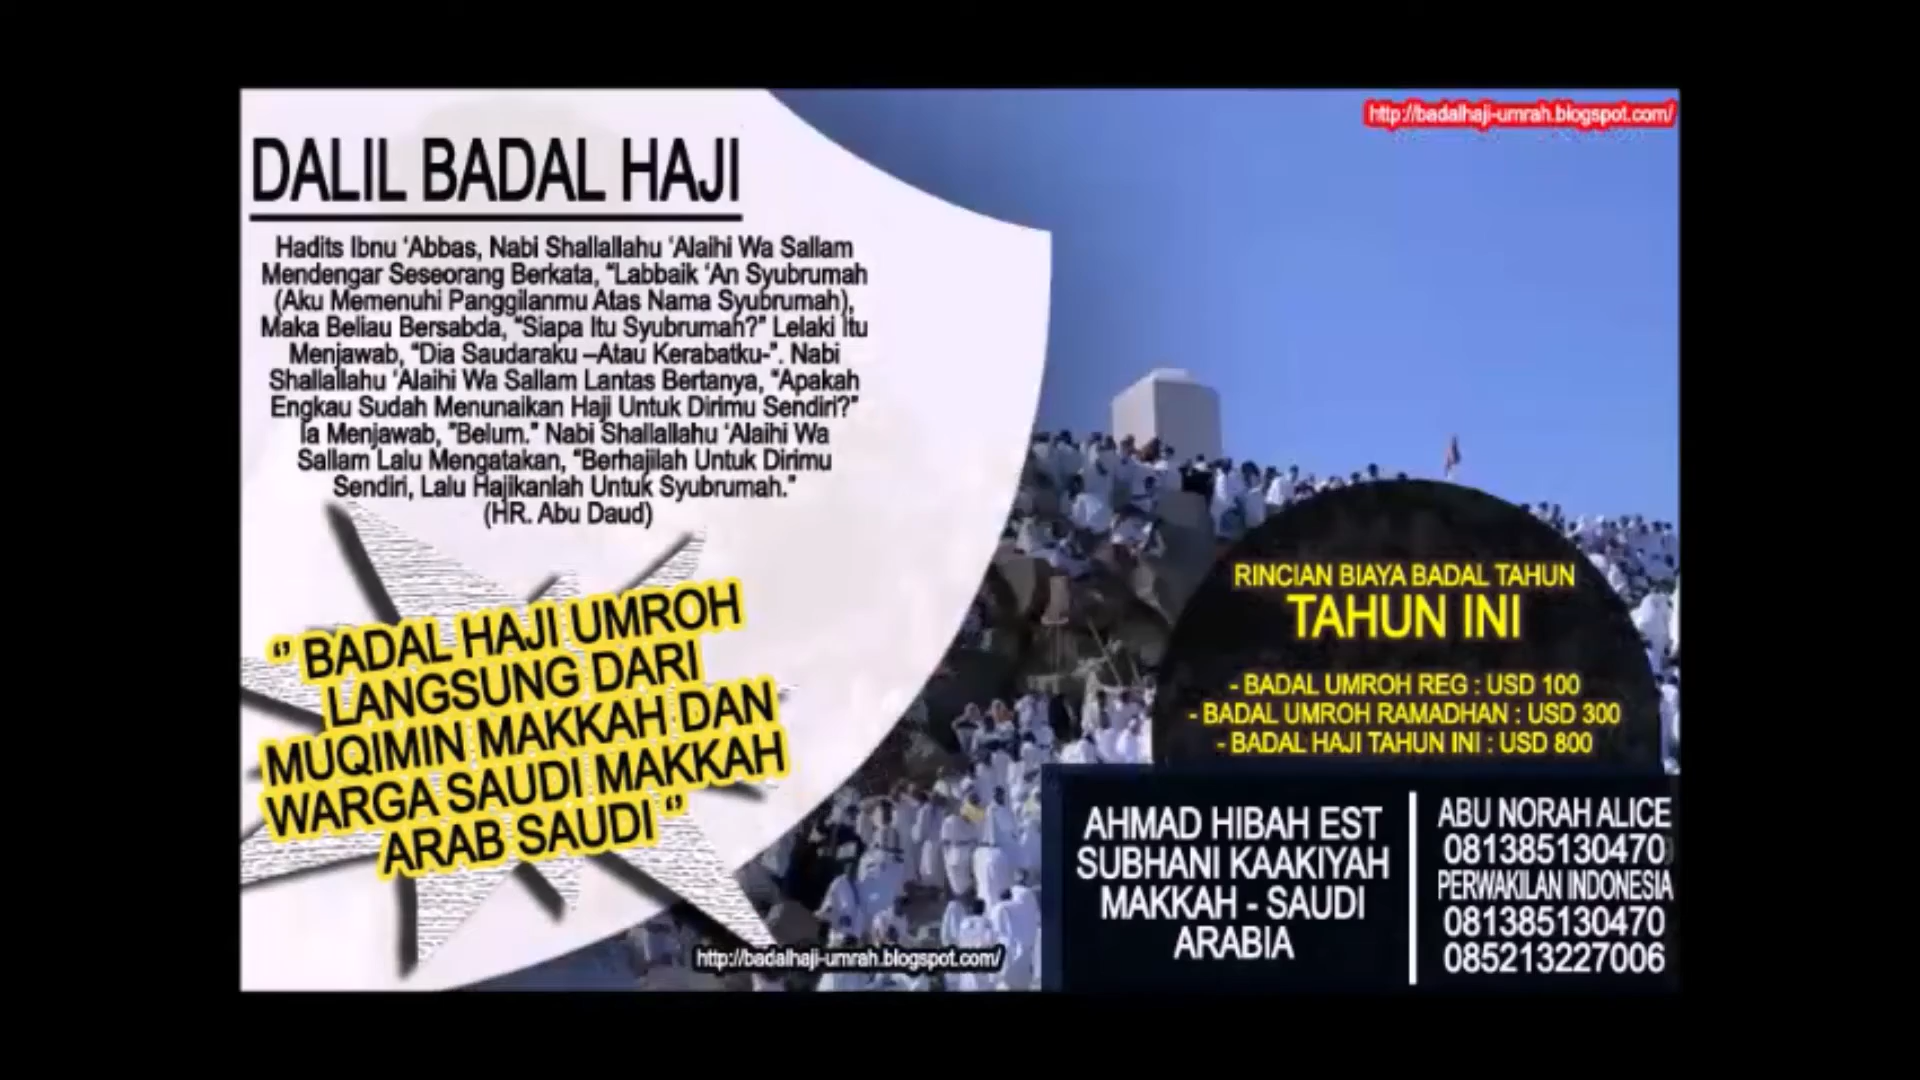 http://badalhaji-umrah.blogspot.com/
DALIL BADAL HAJI
Hadits Ibnu ‘Abbas, Nabi Shallallahu ‘Alaihi Wa Sallam
Mendengar Seseorang Berkata, “Labbaik ‘An Syubrumah
(Aku Memenuhi Panggilanmu Atas Nama Syubrumah),
Maka Beliau Bersabda, “Siapa Itu Syubrumah?” Lelaki Itu
Menjawab, “Dia Saudaraku –Atau Kerabatku-”. Nabi
Shallallahu ‘Alaihi Wa Sallam Lantas Bertanya, “Apakah
Engkau Sudah Menunaikan Haji Untuk Dirimu Sendiri?”
Ia Menjawab, ”Belum.” Nabi Shallallahu ‘Alaihi Wa
Sallam Lalu Mengatakan, “Berhajilah Untuk Dirimu
Sendiri, Lalu Hajikanlah Untuk Syubrumah.”
(HR. Abu Daud)
“ BADAL HAJI UMROH
LANGSUNG DARI
MUQIMIN MAKKAH DAN
WARGA SAUDI MAKKAH
ARAB SAUDI “
http://badalhaji-umrah.blogspot.com/
RINCIAN BIAYA BADAL TAHUN
TAHUN INI
- BADAL UMROH REG : USD 100
- BADAL UMROH RAMADHAN : USD 300
- BADAL HAJI TAHUN INI : USD 800
AHMAD HIBAH EST
SUBHANI KAAKIYAH
MAKKAH - SAUDI
ARABIA
ABU NORAH ALICE
081385130470
PERWAKILAN INDONESIA
081385130470
085213227006